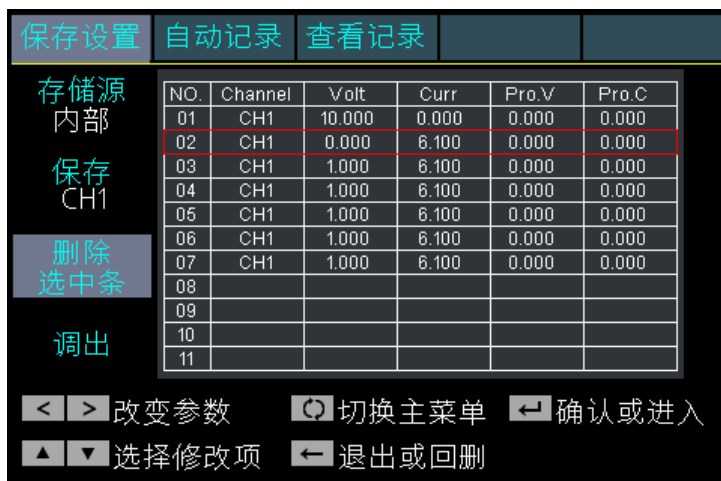 保存设置 自动记录 查看记录
存储源
内部
保存
CH1
删除
选中条
调出
NO. Channel Volt Curr Pro.V Pro.C
01 CH1 10.000 0.000 0.000 0.000
02 CH1 0.000 6.100 0.000 0.000
03 CH1 1.000 6.100 0.000 0.000
04 CH1 1.000 6.100 0.000 0.000
05 CH1 1.000 6.100 0.000 0.000
06 CH1 1.000 6.100 0.000 0.000
07 CH1 1.000 6.100 0.000 0.000
08
09
10
11
< > 改变参数 切换主菜单 确认或进入
▲ ▼ 选择修改项 ← 退出或回删